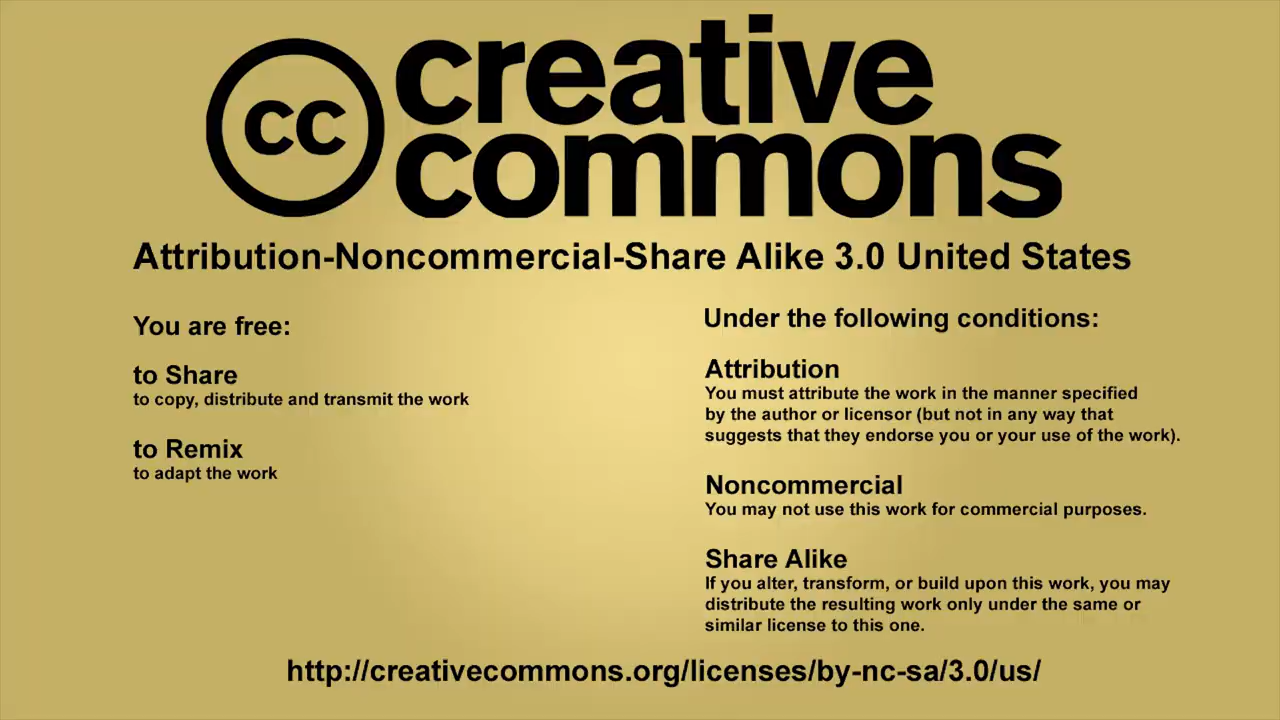 cc creative
commons
Attribution-Noncommercial-Share Alike 3.0 United States
You are free:
to Share
to copy, distribute and transmit the work
to Remix
to adapt the work
Under the following conditions:
Attribution
You must attribute the work in the manner specified
by the author or licensor (but not in any way that
suggests that they endorse you or your use of the work).
Noncommercial
You may not use this work for commercial purposes.
Share Alike
If you alter, transform, or build upon this work, you may
distribute the resulting work only under the same or
similar license to this one.
http://creativecommons.org/licenses/by-nc-sa/3.0/us/